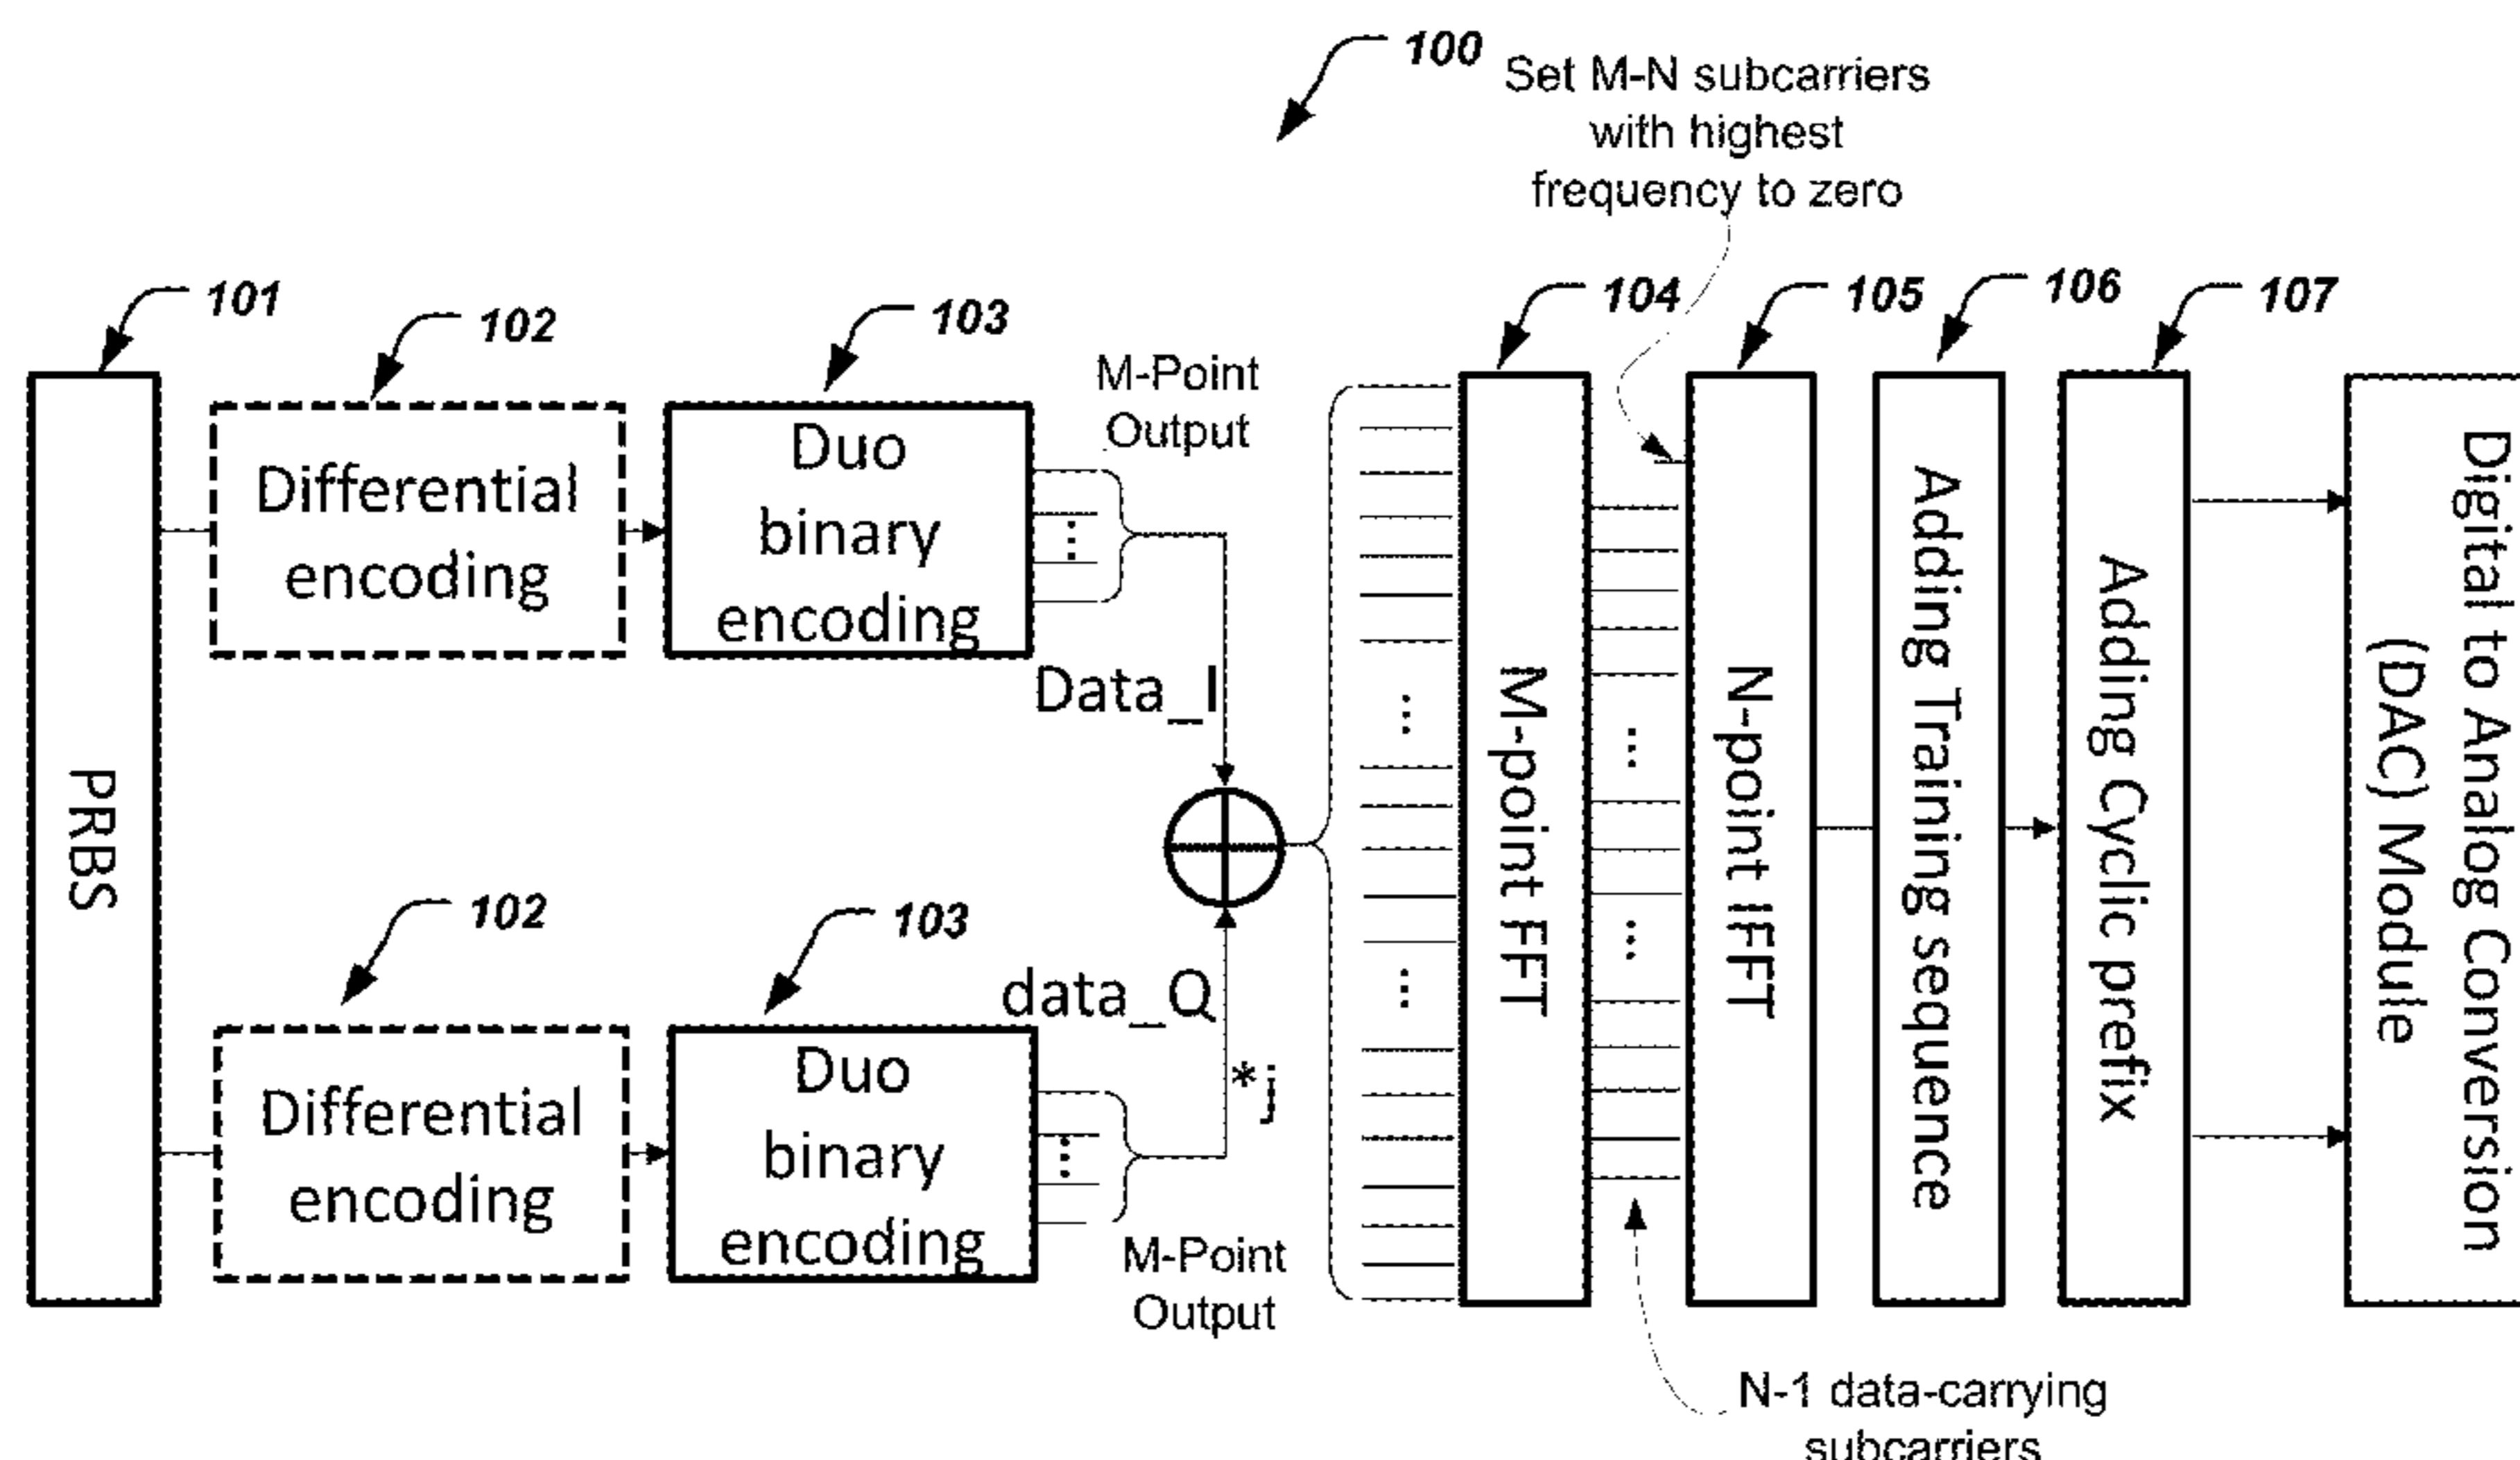 100
Set M-N subcarriers
with highest
frequency to zero
101
102
103
104
105
106
107
M-Point
Output
Differential
encoding
Duo
binary
encoding
Data_I
PRBS
M-point FFT
N-point IFFT
Adding Training sequence
Adding Cyclic prefix
Digital to Analog Conversion
(DAC) Module
102
103
data_Q
*j
Differential
encoding
Duo
binary
encoding
M-Point
Output
N-1 data-carrying
subcarriers